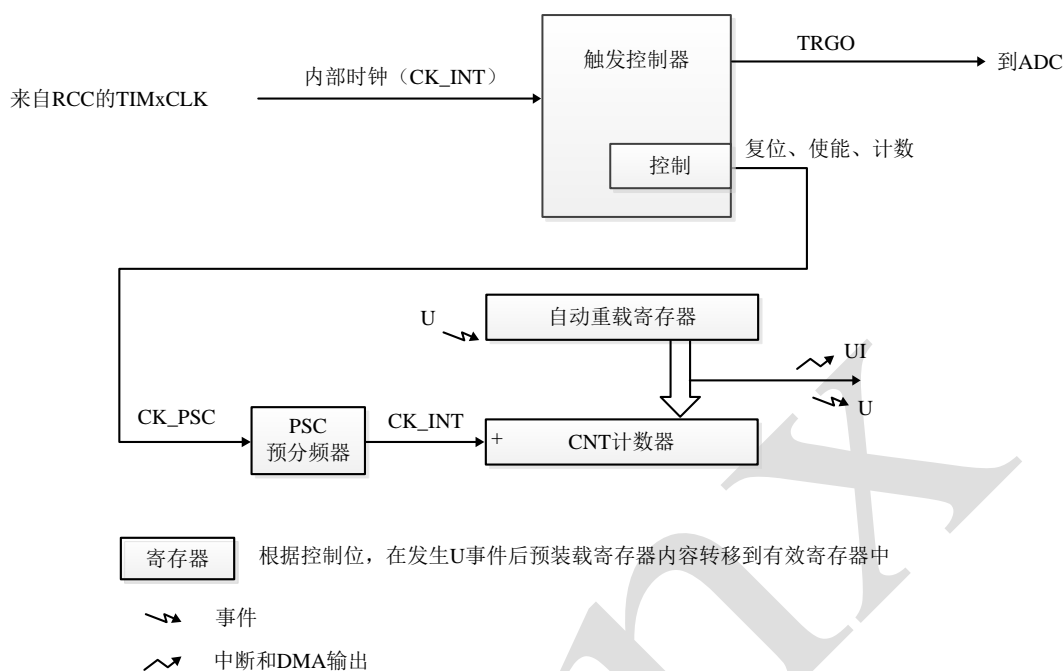 触发控制器
TRGO
到ADC
内部时钟（CK_INT）
来自RCC的TIMxCLK
控制
复位、使能、计数
U
自动重载寄存器
UI
U
CK_PSC
PSC
预分频器
CK_INT
+
CNT计数器
寄存器
根据控制位，在发生U事件后预装载寄存器内容转移到有效寄存器中
事件
中断和DMA输出